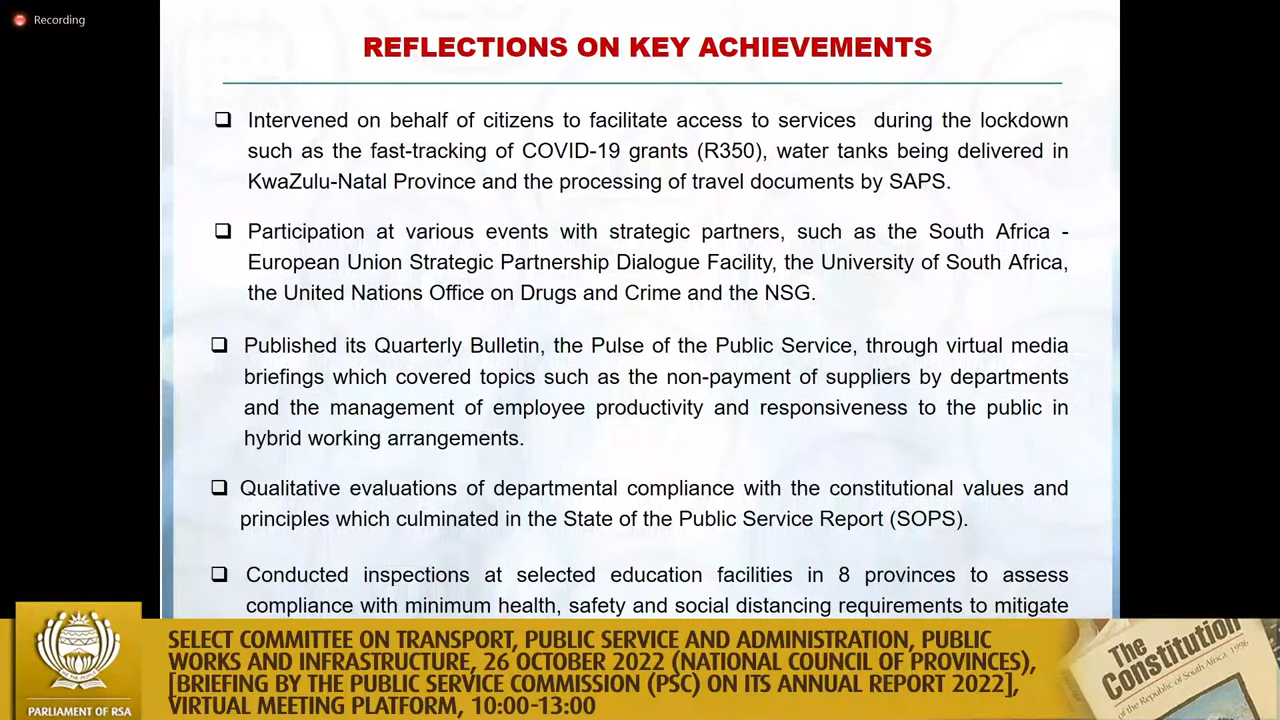 Recording
REFLECTIONS ON KEY ACHIEVEMENTS
Intervened on behalf of citizens to facilitate access to services during the lockdown
such as the fast-tracking of COVID-19 grants (R350), water tanks being delivered in
KwaZulu-Natal Province and the processing of travel documents by SAPS.
Participation at various events with strategic partners, such as the South Africa -
European Union Strategic Partnership Dialogue Facility, the University of South Africa,
the United Nations Office on Drugs and Crime and the NSG.
Published its Quarterly Bulletin, the Pulse of the Public Service, through virtual media
briefings which covered topics such as the non-payment of suppliers by departments
and the management of employee productivity and responsiveness to the public in
hybrid working arrangements.
Qualitative evaluations of departmental compliance with the constitutional values and
principles which culminated in the State of the Public Service Report (SOPS).
Conducted inspections at selected education facilities in 8 provinces to assess
compliance with minimum health, safety and social distancing requirements to mitigate
SELECT COMMITTEE ON TRANSPORT, PUBLIC SERVICE AND ADMINISTRATION, PUBLIC
WORKS AND INFRASTRUCTURE, 26 OCTOBER 2022 (NATIONAL COUNCIL OF PROVINCES),
[BRIEFING BY THE PUBLIC SERVICE COMMISSION (PSC) ON ITS ANNUAL REPORT 2022],
VIRTUAL MEETING PLATFORM, 10:00-13:00
PARLIAMENT OF RSA
The
Constitution
of the Republic of South Africa, 1996